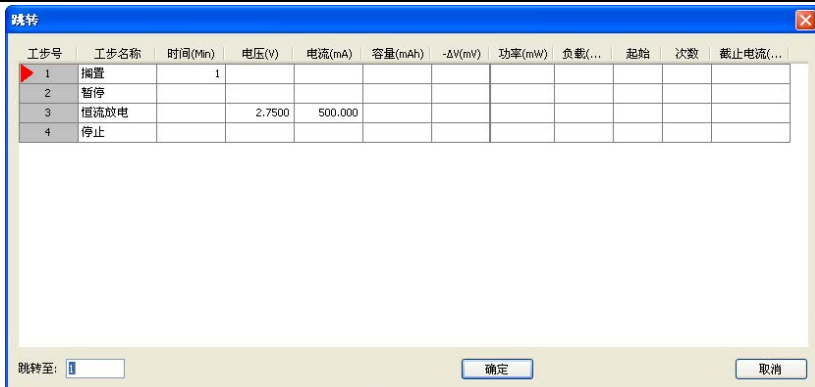 跳转
工步号 工步名称 时间(Min) 电压(V) 电流(mA) 容量(mAh) -ΔV(mV) 功率(mW) 负载(... 起始 次数 截止电流(...
1 搁置 1
2 暂停
3 恒流放电 2.7500 500.000
4 停止
跳转至: 1 确定 取消